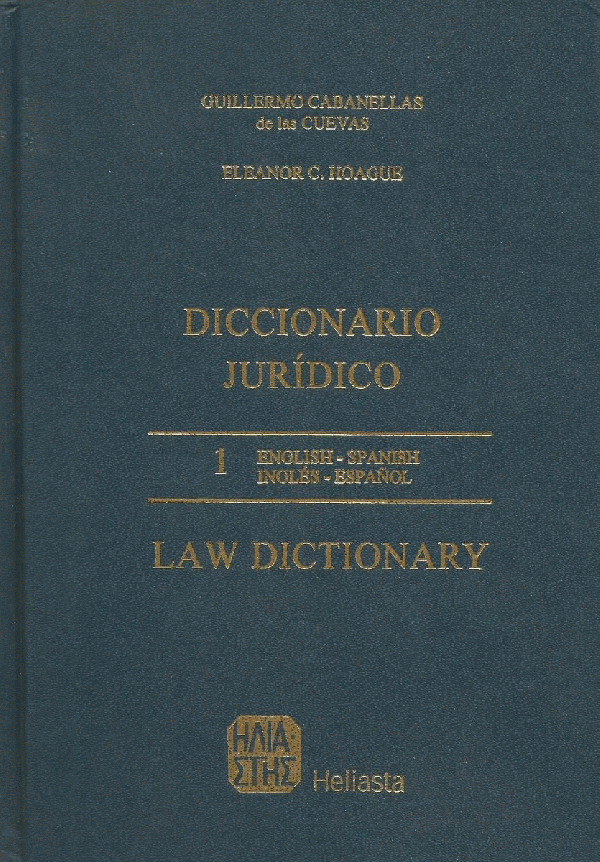 GUILLERMO CABANELLAS
de las CUEVAS
ELEANOR C. HOAGUE
DICCIONARIO
JURÍDICO
1
ENGLISH - SPANISH
INGLÉS - ESPAÑOL
LAW DICTIONARY
ΗΛΙΑ-
ΣΤΗΣ
Heliasta